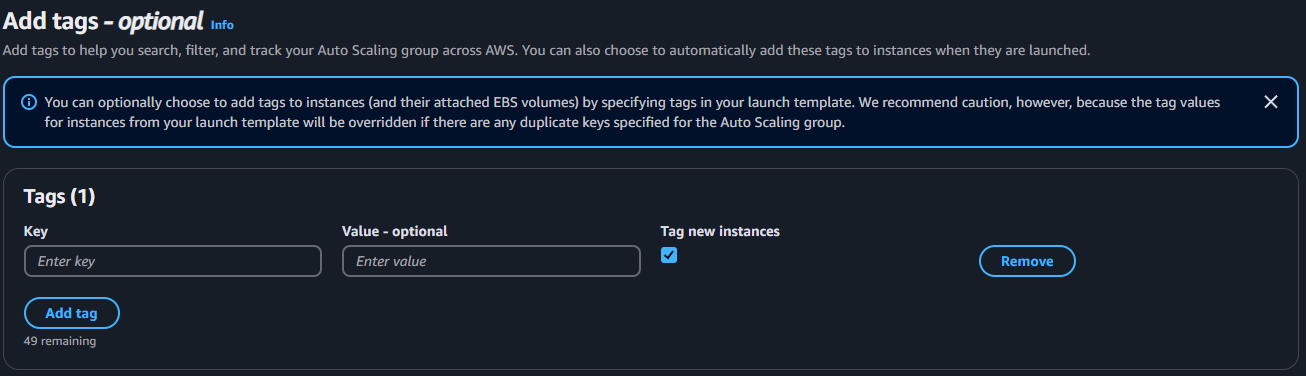 Add tags - optional Info
Add tags to help you search, filter, and track your Auto Scaling group across AWS. You can also choose to automatically add these tags to instances when they are launched.
You can optionally choose to add tags to instances (and their attached EBS volumes) by specifying tags in your launch template. We recommend caution, however, because the tag values
for instances from your launch template will be overridden if there are any duplicate keys specified for the Auto Scaling group.
Tags (1)
Key Value - optional Tag new instances
Enter key Enter value Remove
Add tag
49 remaining